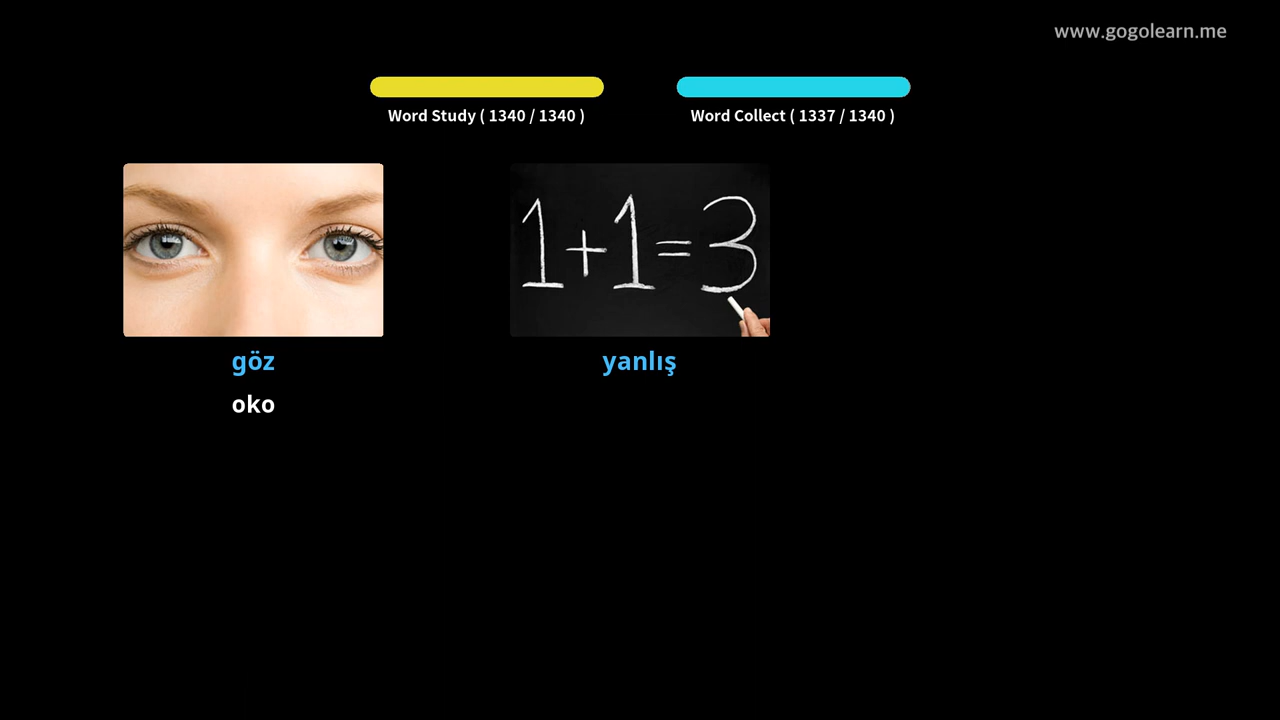 www.gogolearn.me
Word Study ( 1340 / 1340 )
Word Collect ( 1337 / 1340 )
1+1=3
göz
yanlış
oko